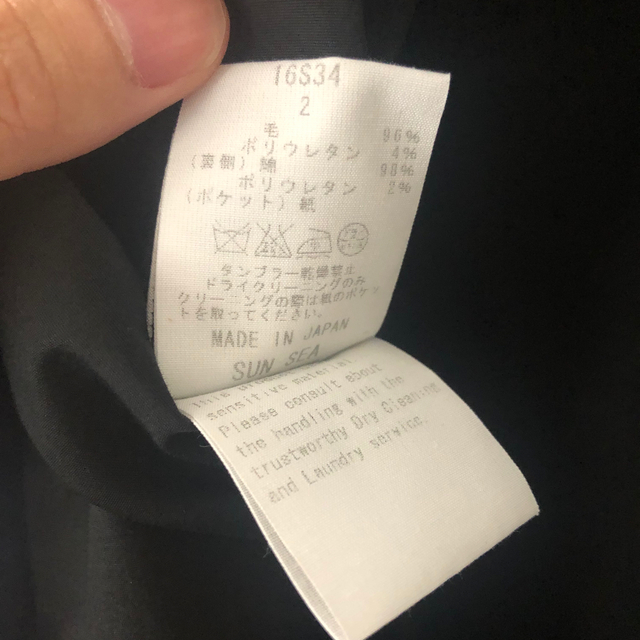 16S34
2
毛 96%
ポリウレタン 4%
(裏側) 綿 98%
ポリウレタン 2%
(ポケット) 紙
タンブラー乾燥禁止
ドライクリーニングのみ
クリーニングの際は紙のポケッ
トを取ってください。
MADE IN JAPAN
SUN SEA
sensitive material.
Please consult about
the handling with the
trustworthy Dry Cleaning
and Laundry service.